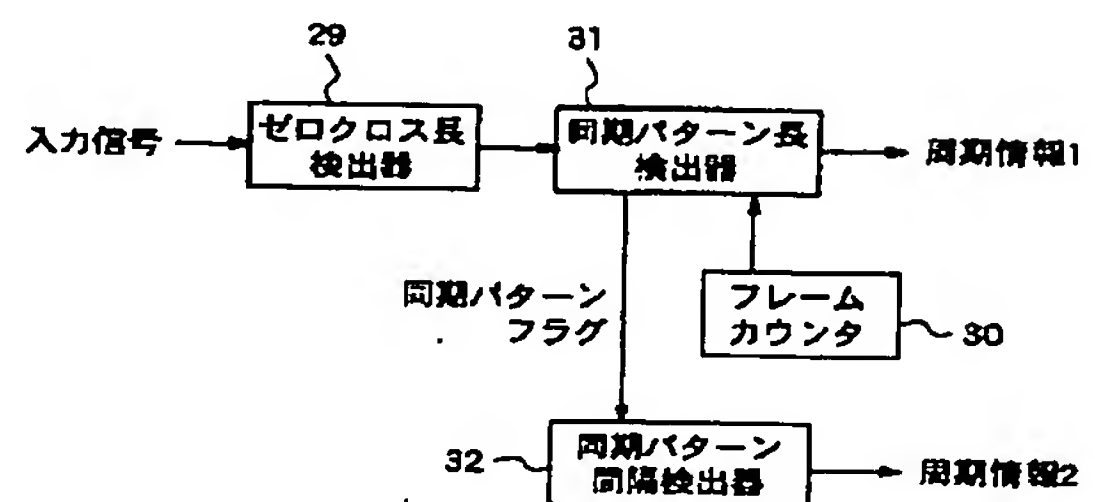 29
31
入力信号
ゼロクロス長
検出器
同期パターン長
検出器
周期情報1
同期パターン
フラグ
フレーム
カウンタ
30
32
同期パターン
間隔検出器
周期情報2